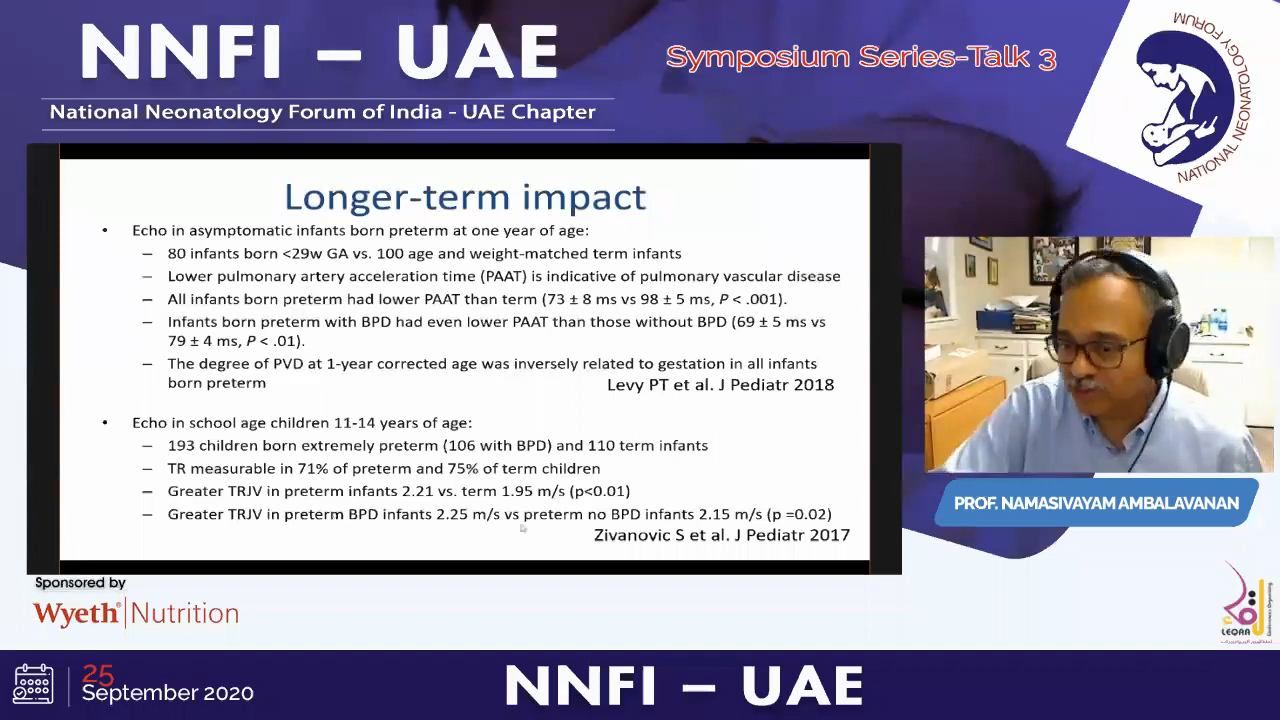 NNFI – UAE
National Neonatology Forum of India - UAE Chapter
Symposium Series-Talk 3
NATIONAL NEONATOLOGY FORUM
Longer-term impact
• Echo in asymptomatic infants born preterm at one year of age:
– 80 infants born <29w GA vs. 100 age and weight-matched term infants
– Lower pulmonary artery acceleration time (PAAT) is indicative of pulmonary vascular disease
– All infants born preterm had lower PAAT than term (73 ± 8 ms vs 98 ± 5 ms, P < .001).
– Infants born preterm with BPD had even lower PAAT than those without BPD (69 ± 5 ms vs
79 ± 4 ms, P < .01).
– The degree of PVD at 1-year corrected age was inversely related to gestation in all infants
born preterm
Levy PT et al. J Pediatr 2018
• Echo in school age children 11-14 years of age:
– 193 children born extremely preterm (106 with BPD) and 110 term infants
– TR measurable in 71% of preterm and 75% of term children
– Greater TRJV in preterm infants 2.21 vs. term 1.95 m/s (p<0.01)
– Greater TRJV in preterm BPD infants 2.25 m/s vs preterm no BPD infants 2.15 m/s (p =0.02)
Zivanovic S et al. J Pediatr 2017
PROF. NAMASIVAYAM AMBALAVANAN
Sponsored by
Wyeth® | Nutrition
LEQAA
25
September 2020
NNFI – UAE